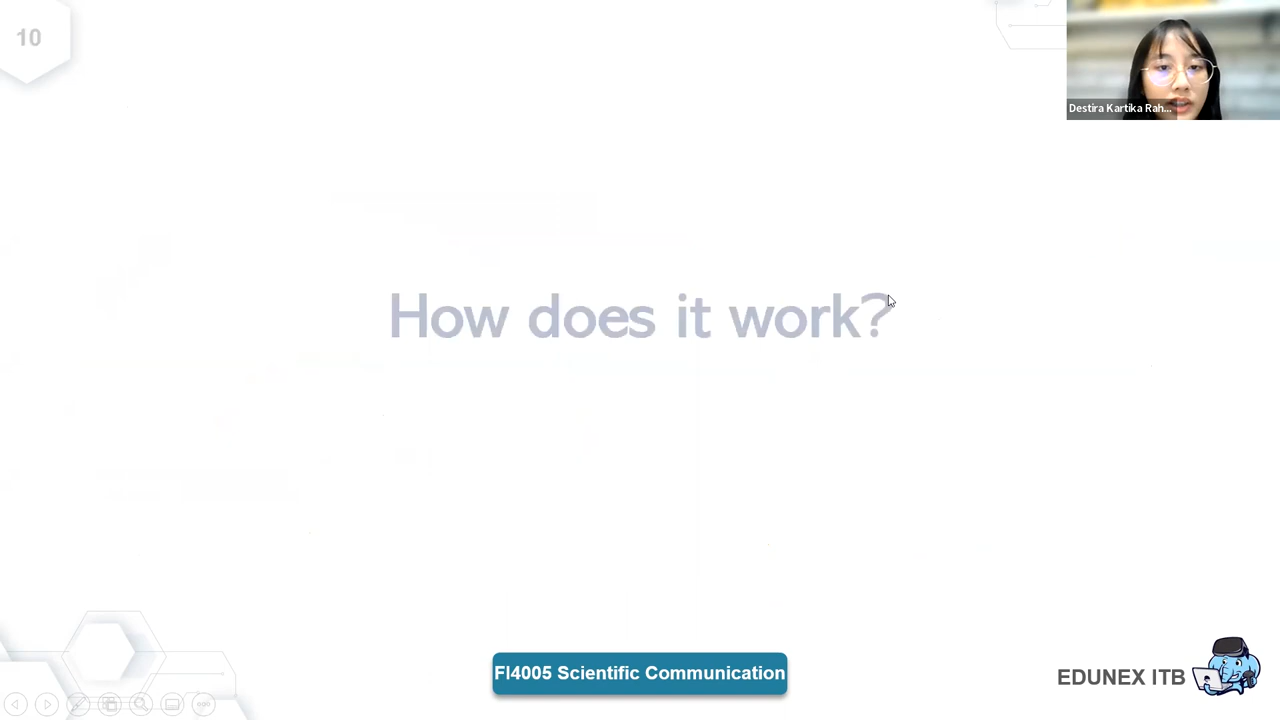 10
Destira Kartika Rah...
How does it work?
FI4005 Scientific Communication
EDUNEX ITB